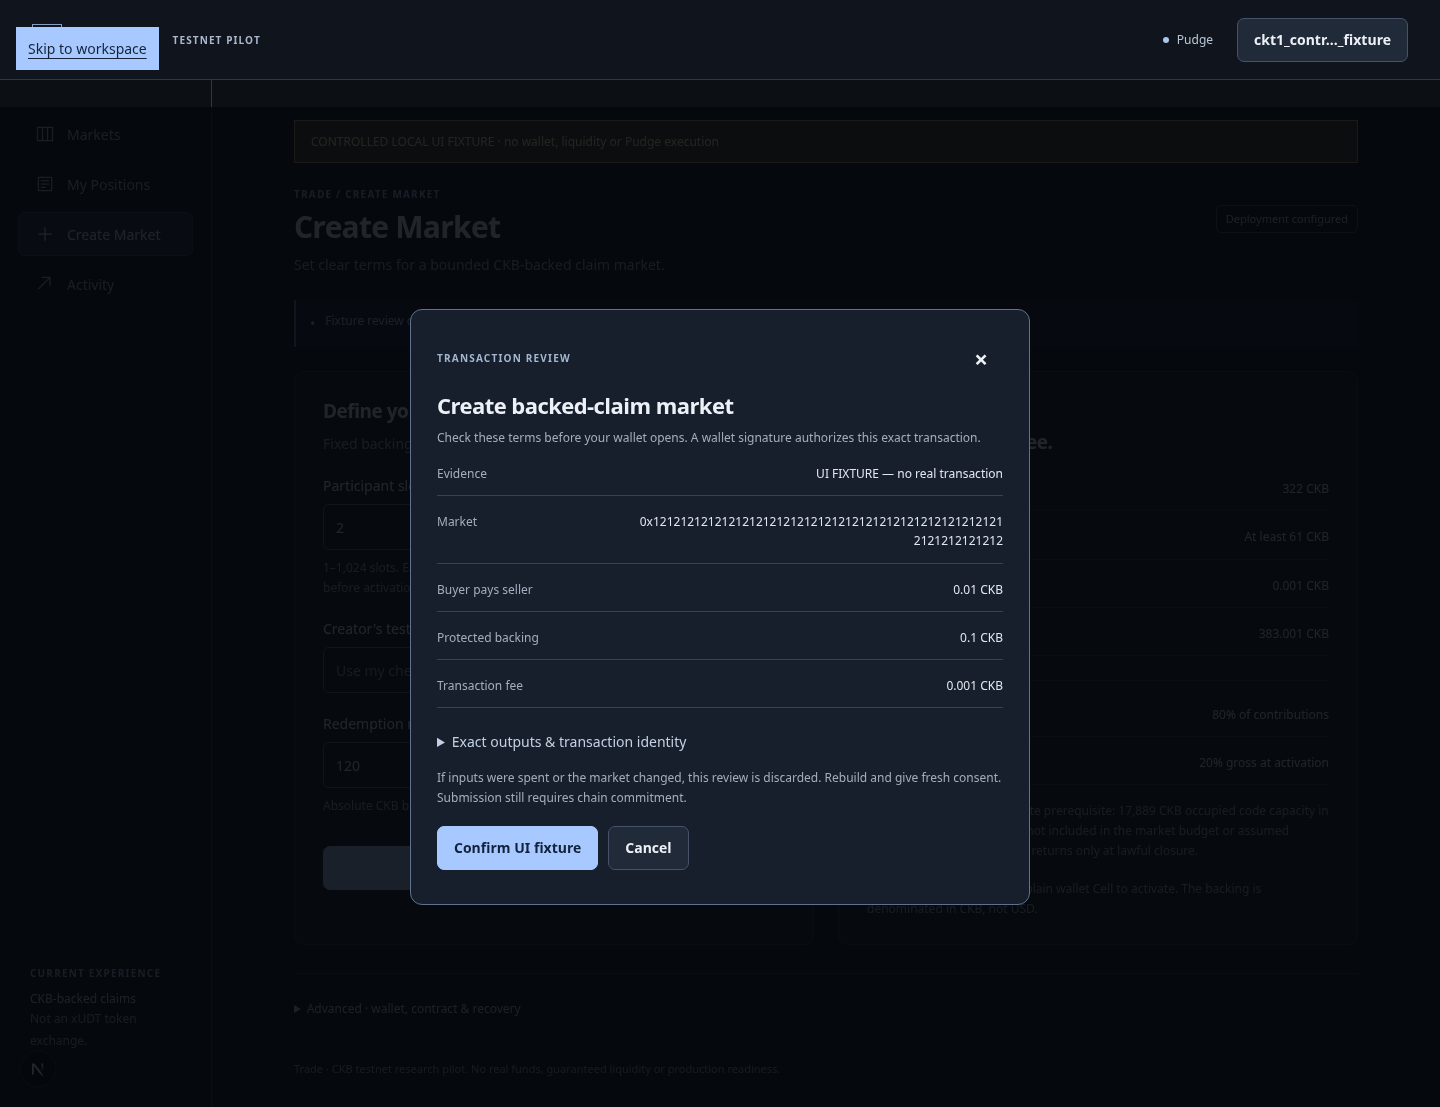 Skip to workspace
TESTNET PILOT
Pudge
ckt1_contr..._fixture
Markets
My Positions
Create Market
Activity
CURRENT EXPERIENCE
CKB-backed claims
Not an xUDT token
exchange.
N
CONTROLLED LOCAL UI FIXTURE · no wallet, liquidity or Pudge execution
TRADE / CREATE MARKET
Create Market
Deployment configured
Set clear terms for a bounded CKB-backed claim market.
Fixture review
Define yo
Fixed backing
Participant sl
2
1–1,024 slots. E
before activatio
Creator's test
Use my che
Redemption
120
Absolute CKB b
ee.
322 CKB
At least 61 CKB
0.001 CKB
383.001 CKB
80% of contributions
20% gross at activation
te prerequisite: 17,889 CKB occupied code capacity in
not included in the market budget or assumed
returns only at lawful closure.
plain wallet Cell to activate. The backing is
denominated in CKB, not USD.
TRANSACTION REVIEW
×
Create backed-claim market
Check these terms before your wallet opens. A wallet signature authorizes this exact transaction.
Evidence UI FIXTURE — no real transaction
Market 0x121212121212121212121212121212121212121212121212121
2121212121212
Buyer pays seller 0.01 CKB
Protected backing 0.1 CKB
Transaction fee 0.001 CKB
Exact outputs & transaction identity
If inputs were spent or the market changed, this review is discarded. Rebuild and give fresh consent.
Submission still requires chain commitment.
Confirm UI fixture
Cancel
Advanced · wallet, contract & recovery
Trade · CKB testnet research pilot. No real funds, guaranteed liquidity or production readiness.